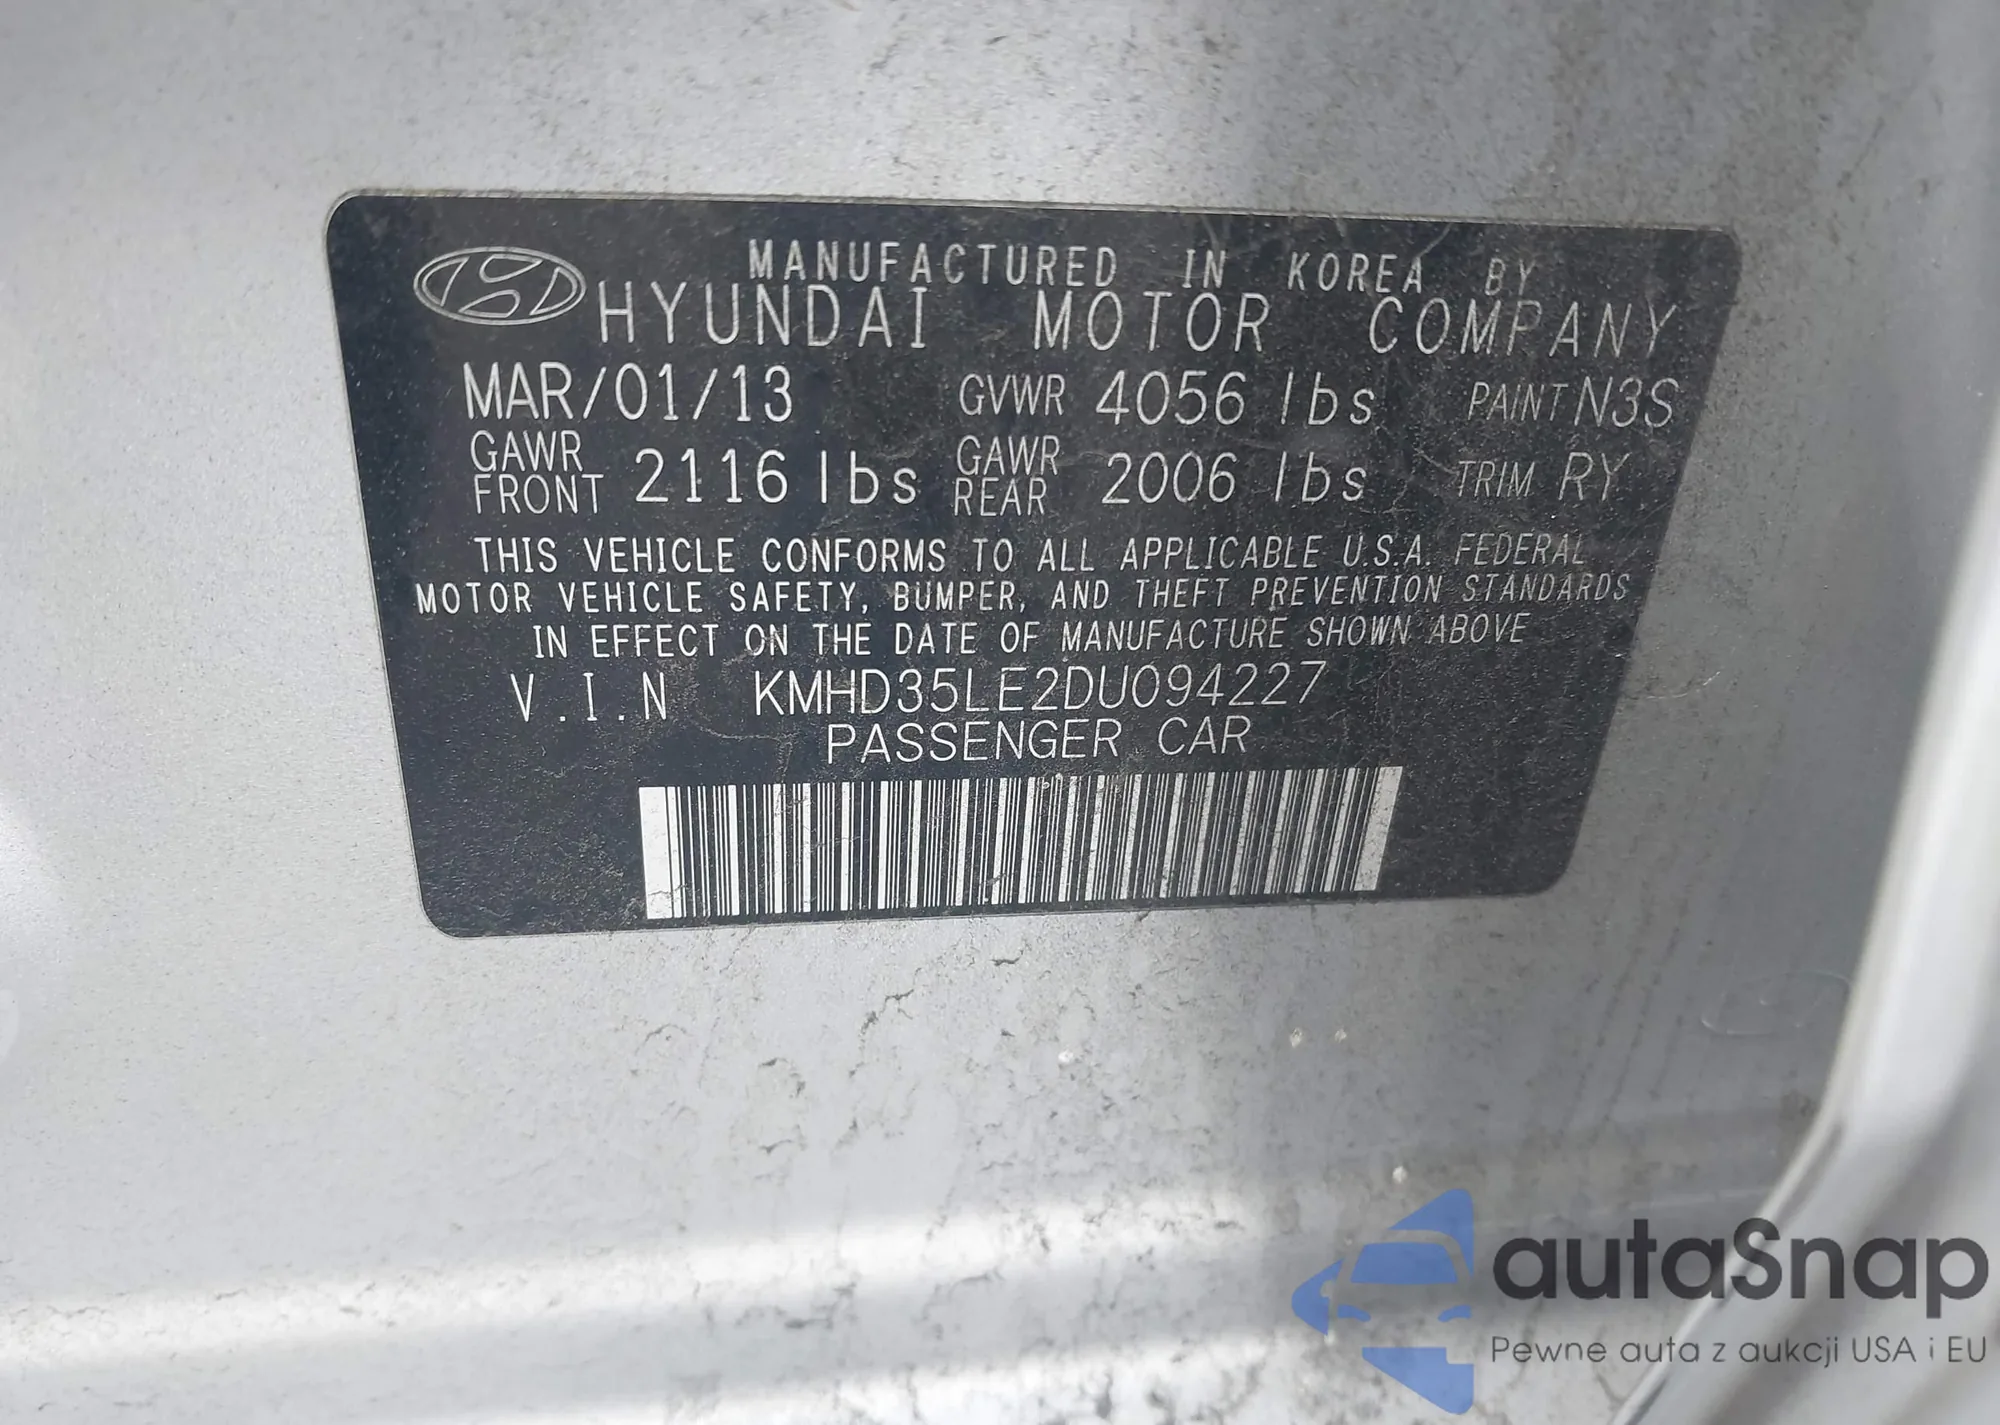 MANUFACTURED IN KOREA BY
HYUNDAI MOTOR COMPANY
MAR/01/13 GVWR 4056 lbs PAINT N3S
GAWR FRONT 2116 lbs GAWR REAR 2006 lbs TRIM RY
THIS VEHICLE CONFORMS TO ALL APPLICABLE U.S.A. FEDERAL
MOTOR VEHICLE SAFETY, BUMPER, AND THEFT PREVENTION STANDARDS
IN EFFECT ON THE DATE OF MANUFACTURE SHOWN ABOVE
V.I.N KMHD35LE2DU094227
PASSENGER CAR
autaSnap
Pewne auta z aukcji USA i EU